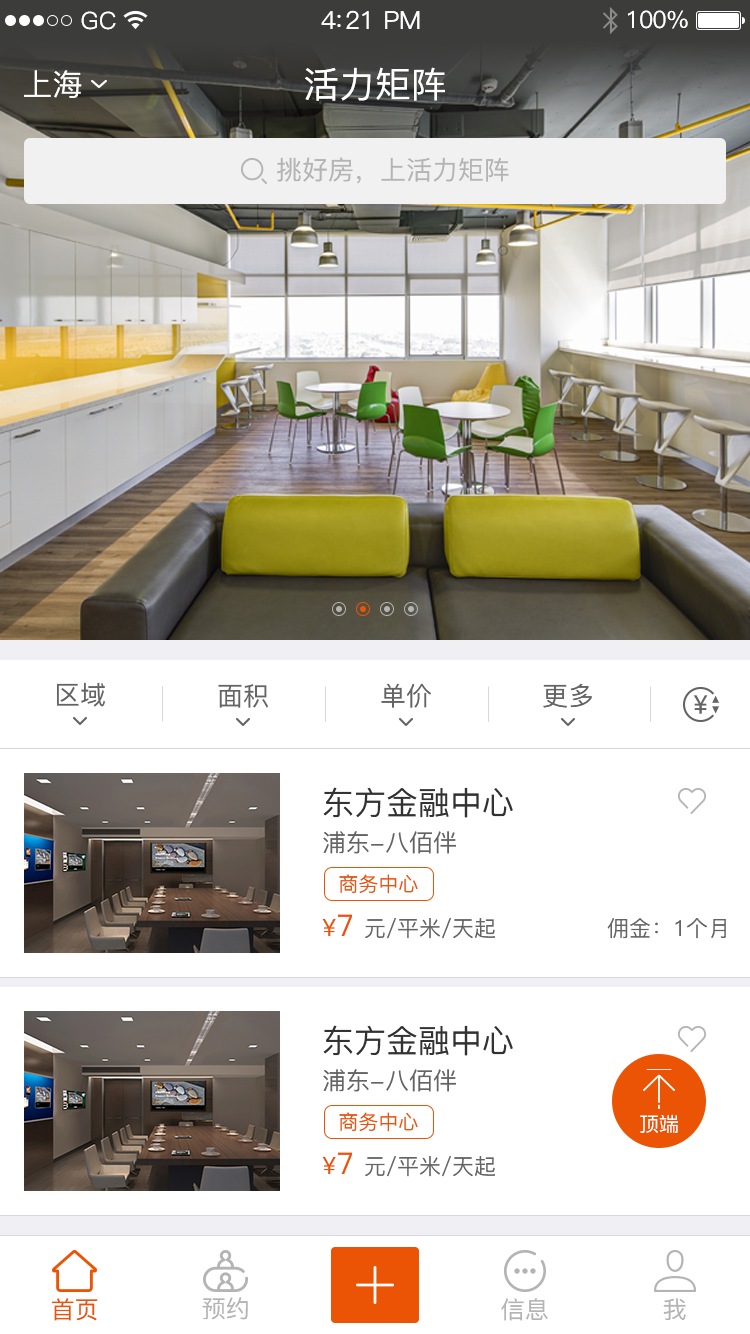 GC 4:21 PM 100%
上海 活力矩阵
挑好房，上活力矩阵
区域 面积 单价 更多 ¥
东方金融中心
浦东-八佰伴
商务中心
¥7 元/平米/天起 佣金：1个月
东方金融中心
浦东-八佰伴
商务中心
顶端
¥7 元/平米/天起
首页 预约 信息 我